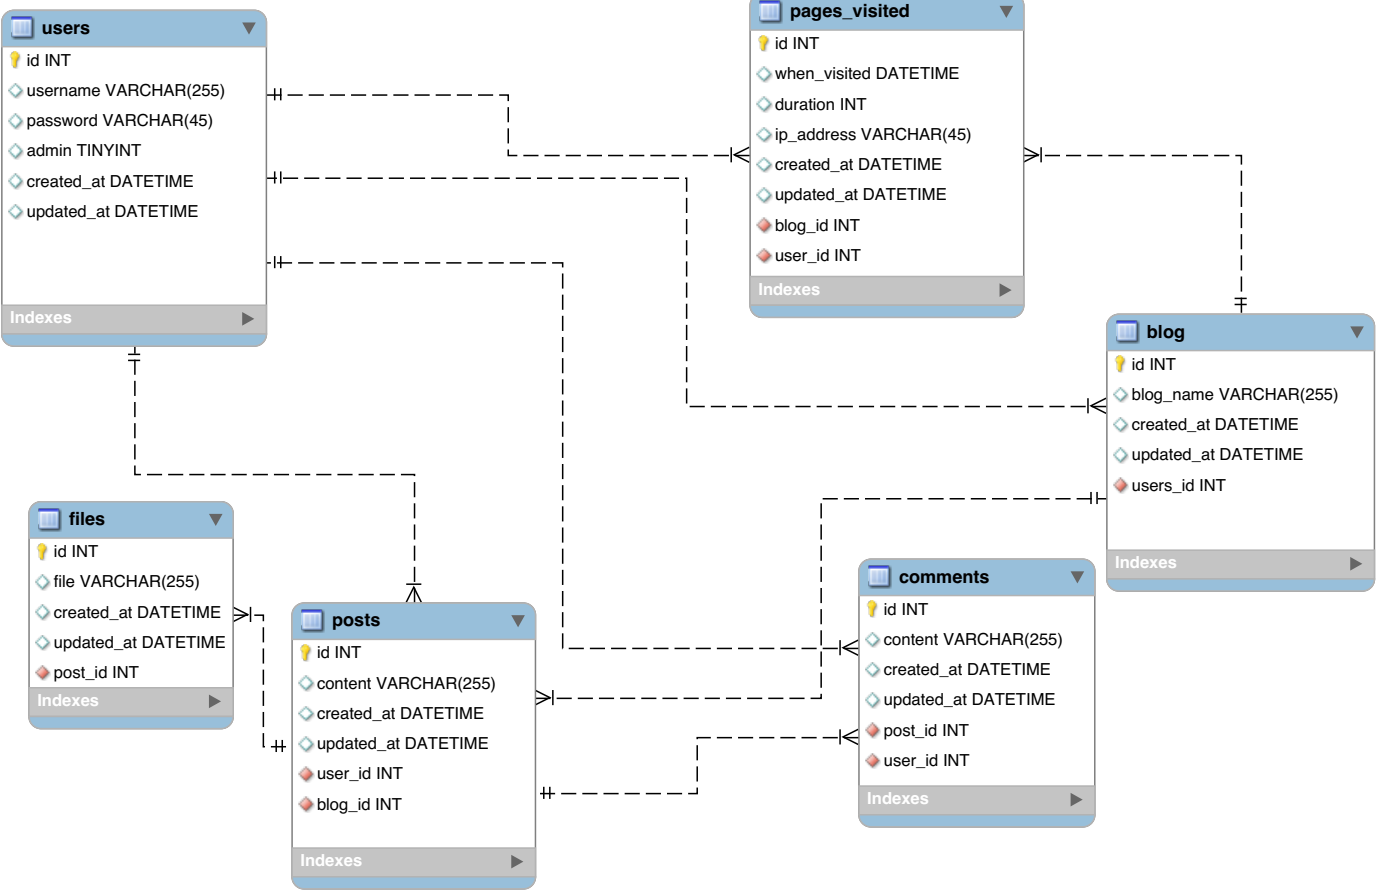 users
id INT
username VARCHAR(255)
password VARCHAR(45)
admin TINYINT
created_at DATETIME
updated_at DATETIME
Indexes
pages_visited
id INT
when_visited DATETIME
duration INT
ip_address VARCHAR(45)
created_at DATETIME
updated_at DATETIME
blog_id INT
user_id INT
Indexes
blog
id INT
blog_name VARCHAR(255)
created_at DATETIME
updated_at DATETIME
users_id INT
Indexes
files
id INT
file VARCHAR(255)
created_at DATETIME
updated_at DATETIME
post_id INT
Indexes
posts
id INT
content VARCHAR(255)
created_at DATETIME
updated_at DATETIME
user_id INT
blog_id INT
Indexes
comments
id INT
content VARCHAR(255)
created_at DATETIME
updated_at DATETIME
post_id INT
user_id INT
Indexes